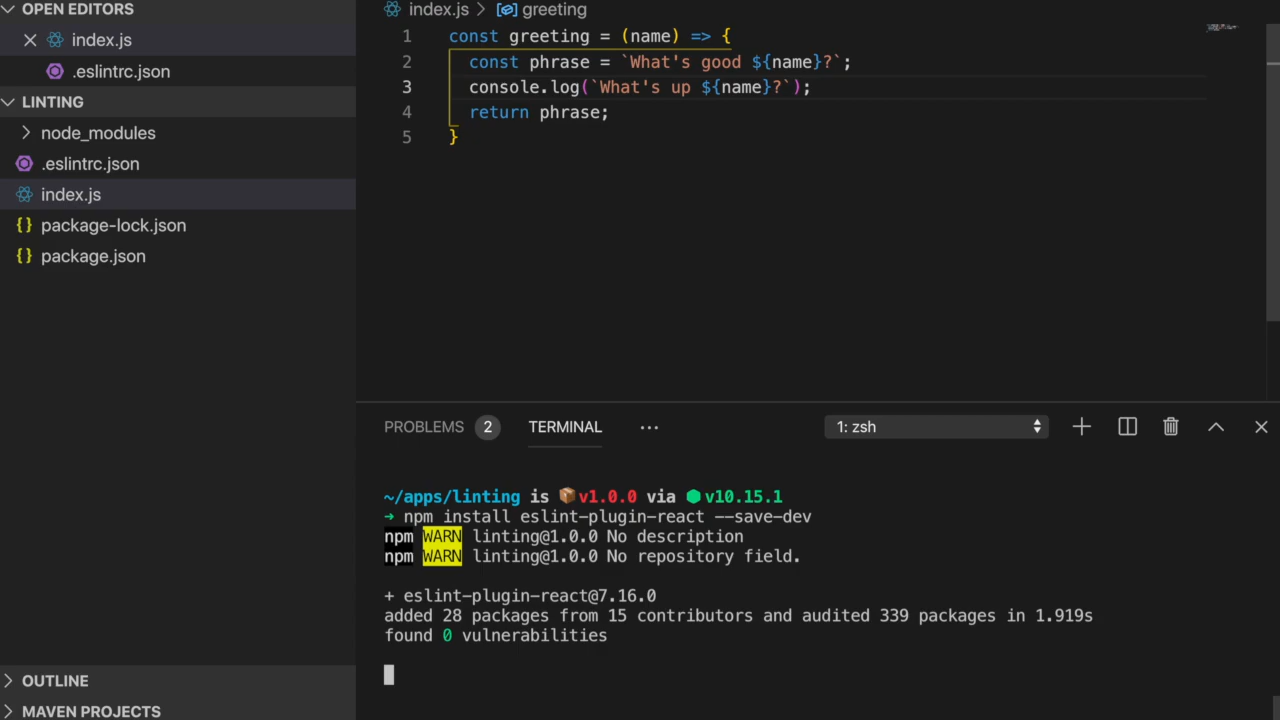 OPEN EDITORS
index.js
.eslintrc.json
LINTING
node_modules
.eslintrc.json
index.js
package-lock.json
package.json
OUTLINE
MAVEN PROJECTS
index.js > greeting
1 const greeting = (name) => {
2 const phrase = `What's good ${name}?`;
3 console.log(`What's up ${name}?`);
4 return phrase;
5 }
PROBLEMS 2 TERMINAL ... 1: zsh
~/apps/linting is 📦v1.0.0 via ⬢v10.15.1
➜ npm install eslint-plugin-react --save-dev
npm WARN linting@1.0.0 No description
npm WARN linting@1.0.0 No repository field.
+ eslint-plugin-react@7.16.0
added 28 packages from 15 contributors and audited 339 packages in 1.919s
found 0 vulnerabilities